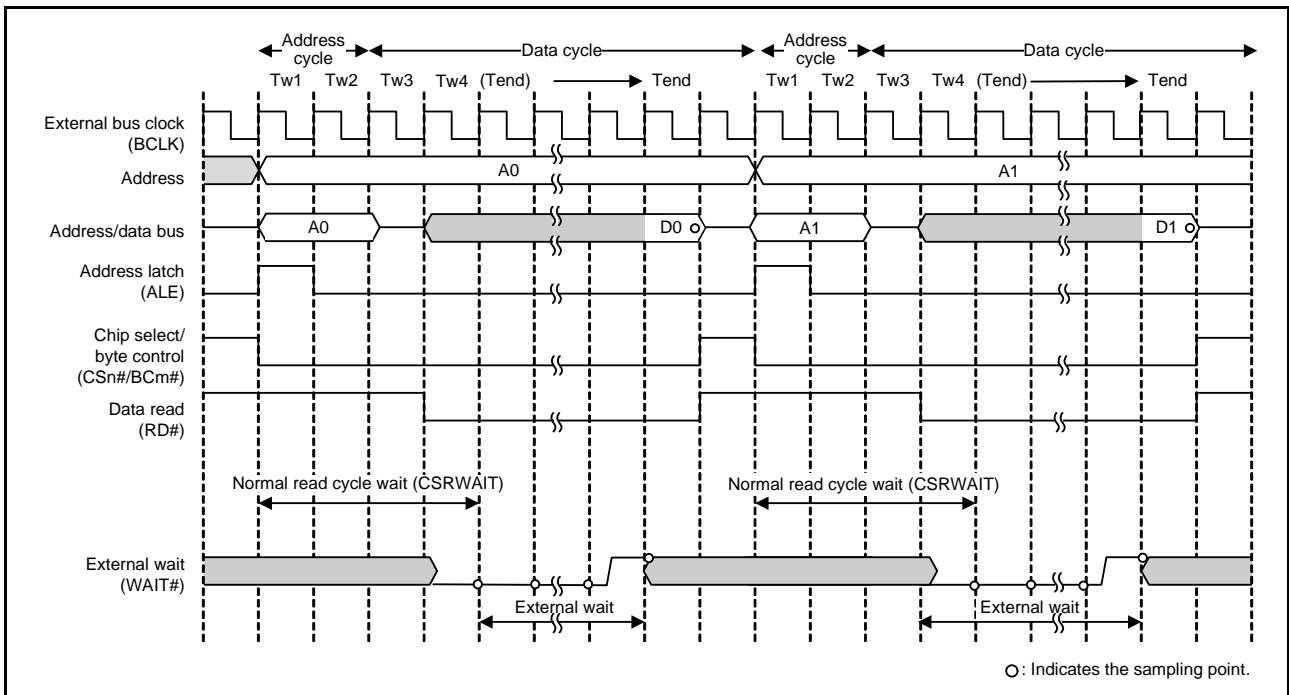 Address cycle
Data cycle
Address cycle
Data cycle
Tw1 Tw2 Tw3 Tw4 (Tend) Tend Tw1 Tw2 Tw3 Tw4 (Tend) Tend
External bus clock
(BCLK)
Address
A0
A1
Address/data bus
A0
D0
A1
D1
Address latch
(ALE)
Chip select/
byte control
(CSn#/BCm#)
Data read
(RD#)
Normal read cycle wait (CSRWAIT)
Normal read cycle wait (CSRWAIT)
External wait
(WAIT#)
External wait
External wait
: Indicates the sampling point.